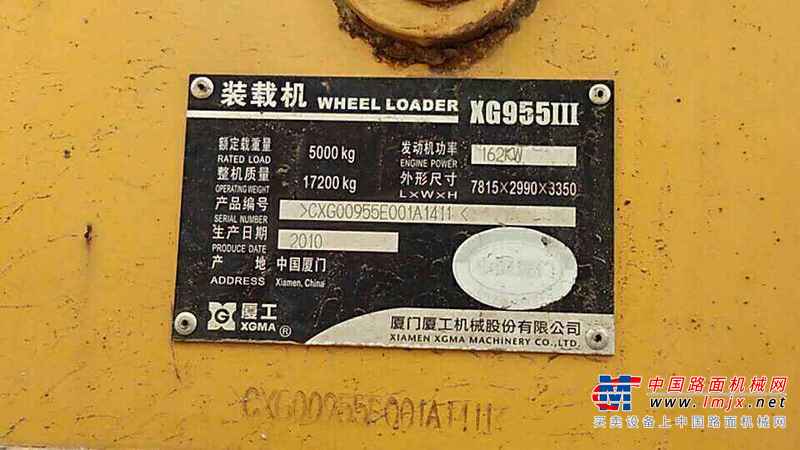 装载机 WHEEL LOADER XG955III
额定载重量 5000 kg 发动机功率 162KW
RATED LOAD ENGINE POWER
整机质量 17200 kg 外形尺寸 7815×2990×3350
OPERATING WEIGHT L×W×H
产品编号 >CXG00955E001A1411<
SERIAL NUMBER
生产日期 2010
PRODUCE DATE
产 地 中国厦门
ADDRESS Xiamen, China
厦工 厦门厦工机械股份有限公司
XGMA® XIAMEN XGMA MACHINERY CO.,LTD.
CXG00955E001A1411
中国路面机械网
www.lmjx.net
买卖设备上中国路面机械网